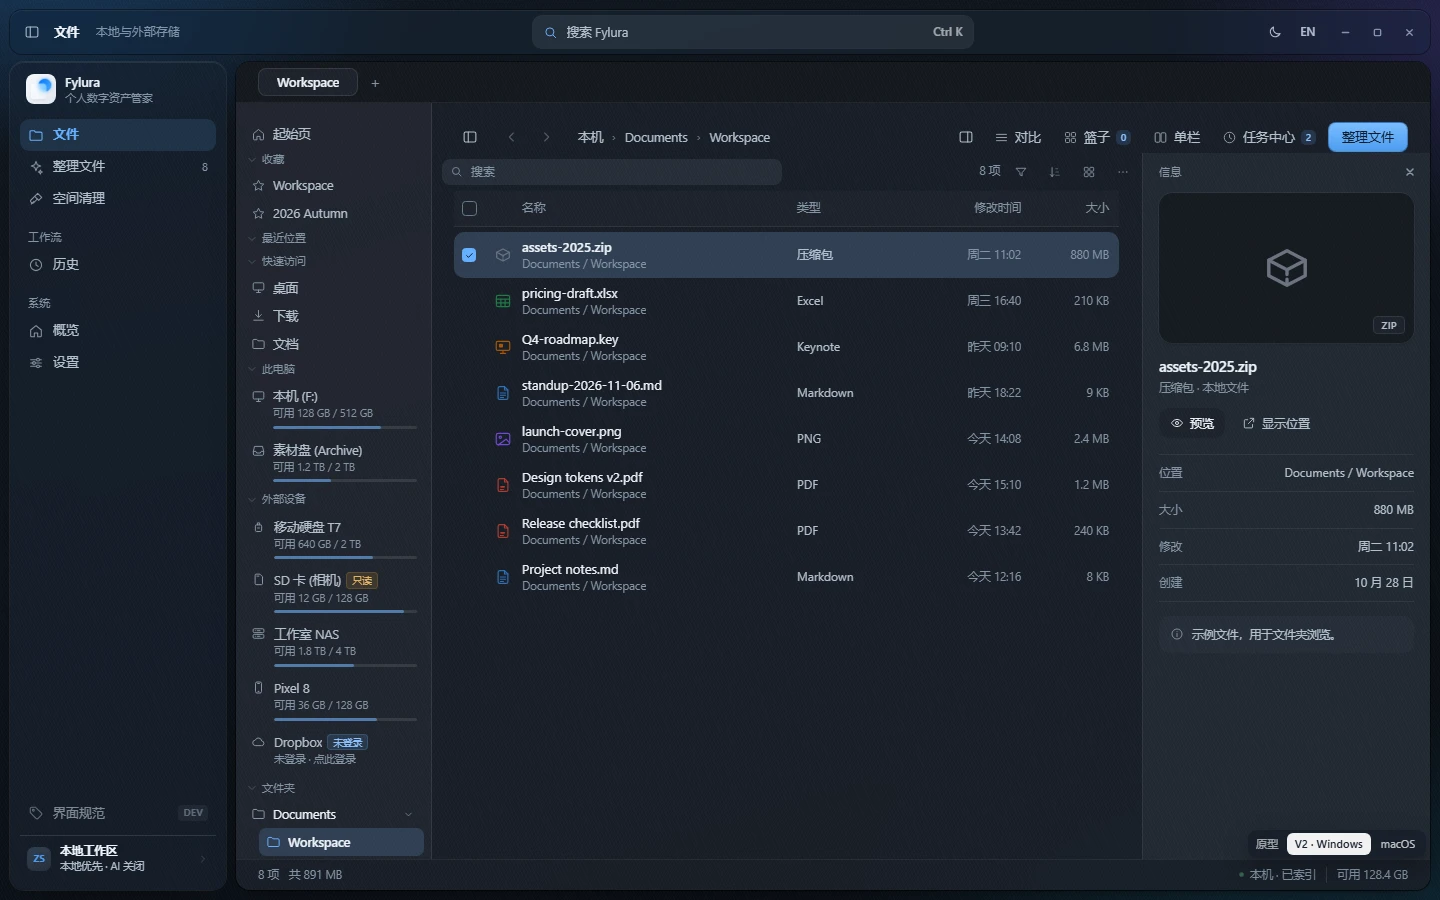 文件 本地与外部存储
搜索 Fylura Ctrl K
EN
Fylura
个人数字资产管家
文件
整理文件 8
空间清理
工作流
历史
系统
概览
设置
界面规范 DEV
ZS 本地工作区
本地优先 · AI 关闭
Workspace +
起始页
收藏
Workspace
2026 Autumn
最近位置
快速访问
桌面
下载
文档
此电脑
本机 (F:)
可用 128 GB / 512 GB
素材盘 (Archive)
可用 1.2 TB / 2 TB
外部设备
移动硬盘 T7
可用 640 GB / 2 TB
SD 卡 (相机) 只读
可用 12 GB / 128 GB
工作室 NAS
可用 1.8 TB / 4 TB
Pixel 8
可用 36 GB / 128 GB
Dropbox 未登录
未登录 · 点此登录
文件夹
Documents
Workspace
本机 › Documents › Workspace
对比 篮子 0 单栏 任务中心 2 整理文件
搜索 8 项
名称 类型 修改时间 大小
assets-2025.zip 压缩包 周二 11:02 880 MB
Documents / Workspace
pricing-draft.xlsx Excel 周三 16:40 210 KB
Documents / Workspace
Q4-roadmap.key Keynote 昨天 09:10 6.8 MB
Documents / Workspace
standup-2026-11-06.md Markdown 昨天 18:22 9 KB
Documents / Workspace
launch-cover.png PNG 今天 14:08 2.4 MB
Documents / Workspace
Design tokens v2.pdf PDF 今天 15:10 1.2 MB
Documents / Workspace
Release checklist.pdf PDF 今天 13:42 240 KB
Documents / Workspace
Project notes.md Markdown 今天 12:16 8 KB
Documents / Workspace
信息
ZIP
assets-2025.zip
压缩包 · 本地文件
预览 显示位置
位置 Documents / Workspace
大小 880 MB
修改 周二 11:02
创建 10 月 28 日
示例文件，用于文件夹浏览。
原型 V2 · Windows macOS
8 项 共 891 MB
本机 · 已索引 可用 128.4 GB